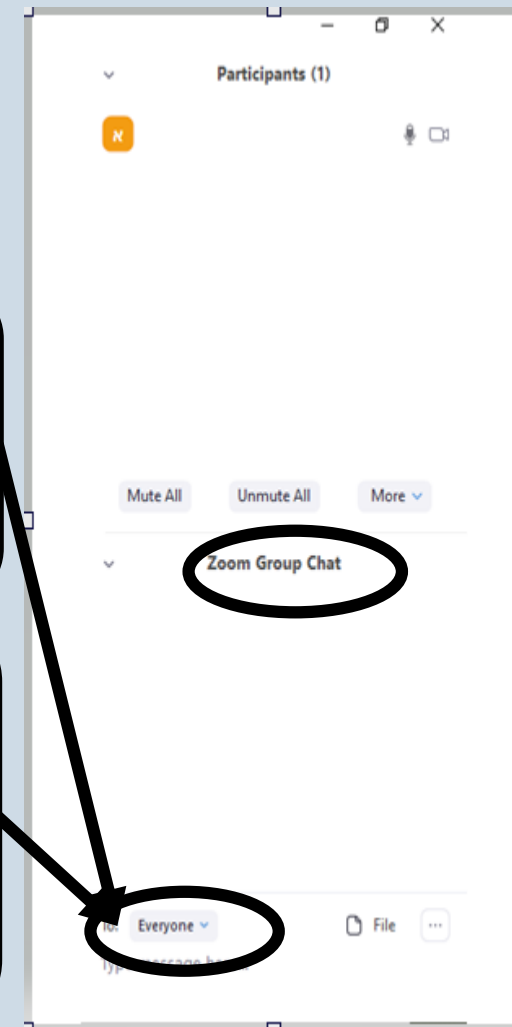 Participants (1)
א
Mute All Unmute All More
Zoom Group Chat
Everyone File ...